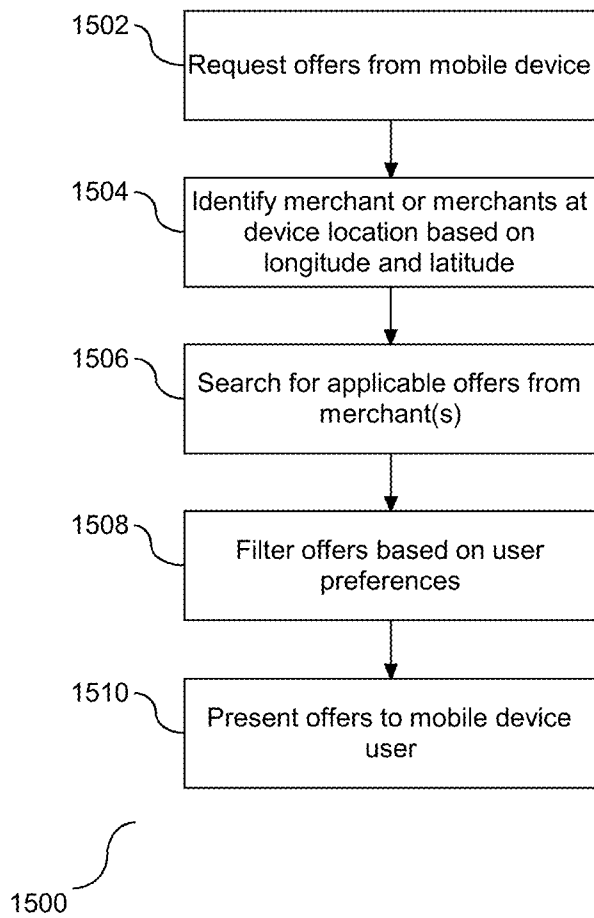 1502
Request offers from mobile device
1504
Identify merchant or merchants at
device location based on
longitude and latitude
1506
Search for applicable offers from
merchant(s)
1508
Filter offers based on user
preferences
1510
Present offers to mobile device
user
1500